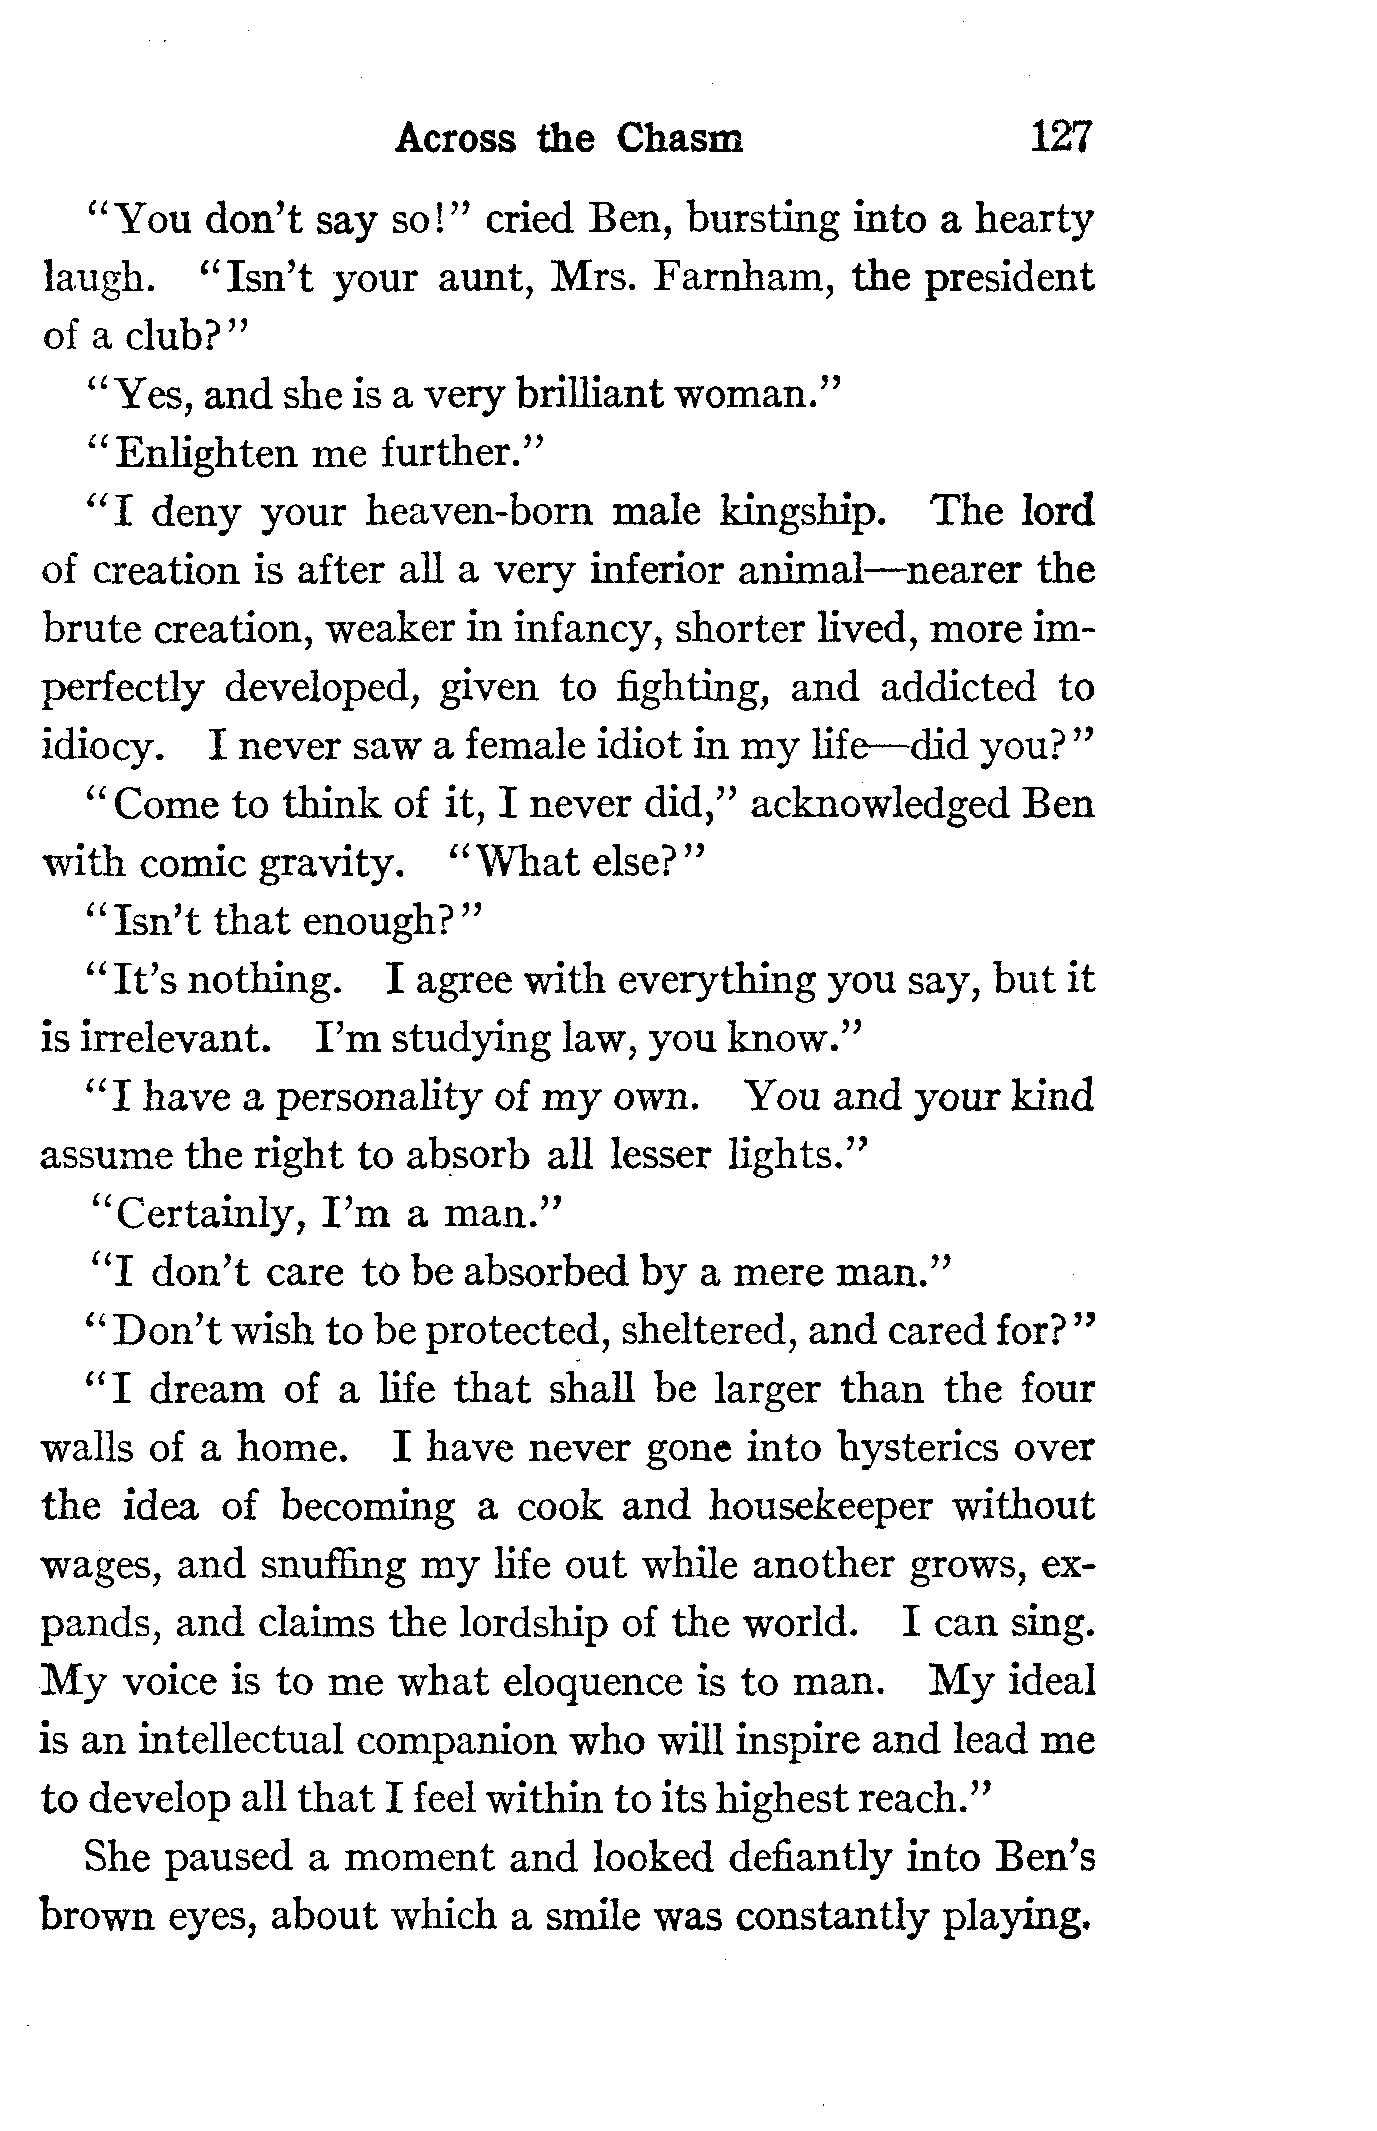 Across the Chasm 127
"You don't say so!" cried Ben, bursting into a hearty
laugh. "Isn't your aunt, Mrs. Farnham, the president
of a club?"
"Yes, and she is a very brilliant woman."
"Enlighten me further."
"I deny your heaven-born male kingship. The lord
of creation is after all a very inferior animal—nearer the
brute creation, weaker in infancy, shorter lived, more im-
perfectly developed, given to fighting, and addicted to
idiocy. I never saw a female idiot in my life—did you?"
"Come to think of it, I never did," acknowledged Ben
with comic gravity. "What else?"
"Isn't that enough?"
"It's nothing. I agree with everything you say, but it
is irrelevant. I'm studying law, you know."
"I have a personality of my own. You and your kind
assume the right to absorb all lesser lights."
"Certainly, I'm a man."
"I don't care to be absorbed by a mere man."
"Don't wish to be protected, sheltered, and cared for?"
"I dream of a life that shall be larger than the four
walls of a home. I have never gone into hysterics over
the idea of becoming a cook and housekeeper without
wages, and snuffing my life out while another grows, ex-
pands, and claims the lordship of the world. I can sing.
My voice is to me what eloquence is to man. My ideal
is an intellectual companion who will inspire and lead me
to develop all that I feel within to its highest reach."
She paused a moment and looked defiantly into Ben's
brown eyes, about which a smile was constantly playing.